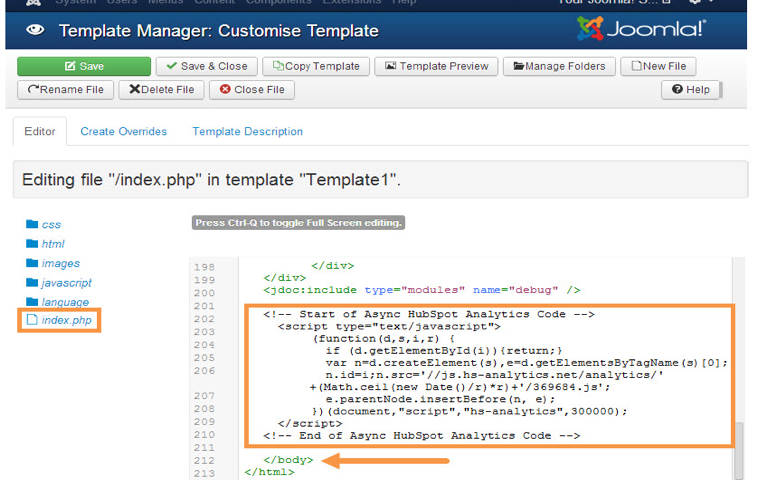 System Users Menus Content Components Extensions Help Your Joomla! S...
Template Manager: Customise Template
Joomla!®
Save
Save & Close
Copy Template
Template Preview
Manage Folders
New File
Rename File
Delete File
Close File
Help
Editor
Create Overrides
Template Description
Editing file "/index.php" in template "Template1".
css
html
images
javascript
language
index.php
Press Ctrl-Q to toggle Full Screen editing.
198 </div>
199 </div>
200 <jdoc:include type="modules" name="debug" />
201
202 <!-- Start of Async HubSpot Analytics Code -->
203 <script type="text/javascript">
204 (function(d,s,i,r) {
205 if (d.getElementById(i)){return;}
206 var n=d.createElement(s),e=d.getElementsByTagName(s)[0];
n.id=i;n.src='//js.hs-analytics.net/analytics/'
+(Math.ceil(new Date()/r)*r)+'/369684.js';
207 e.parentNode.insertBefore(n, e);
208 })(document,"script","hs-analytics",300000);
209 </script>
210 <!-- End of Async HubSpot Analytics Code -->
211
212 </body>
213 </html>